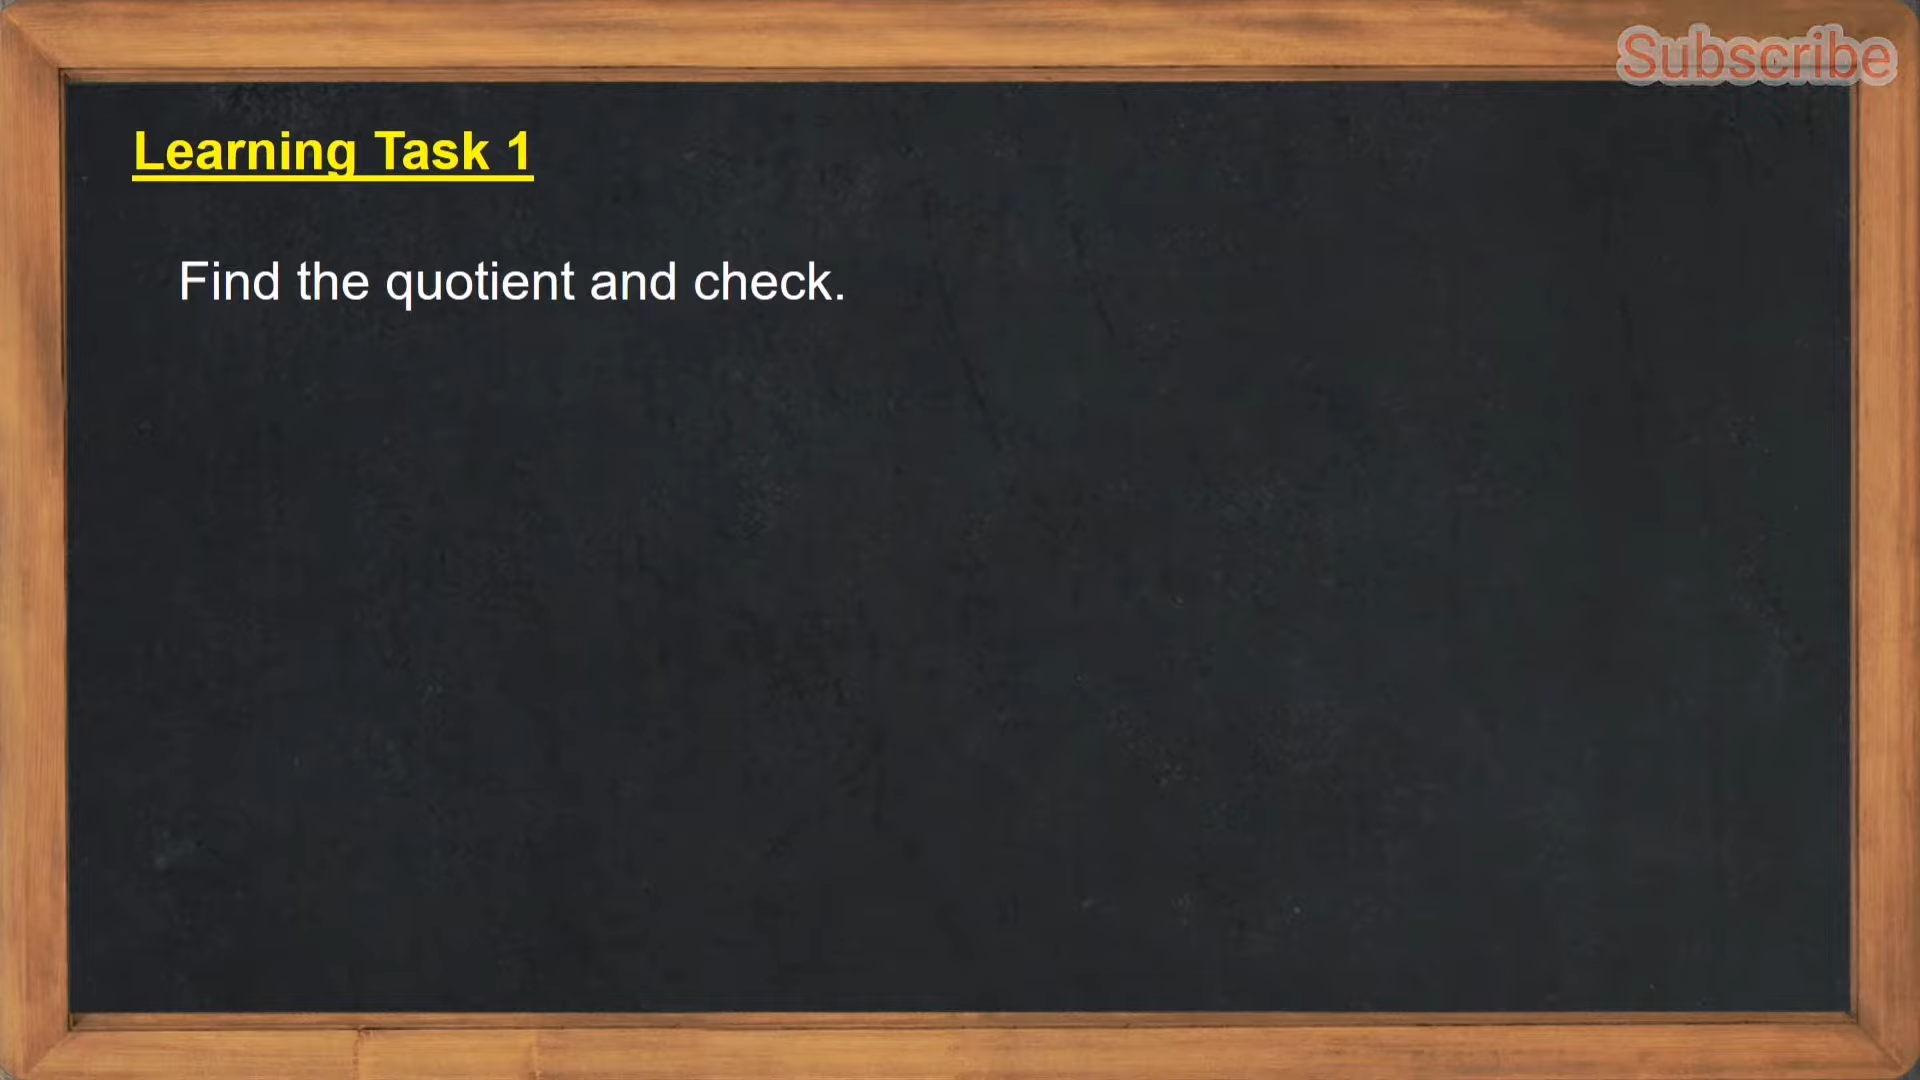 Subscribe
Learning Task 1
Find the quotient and check.